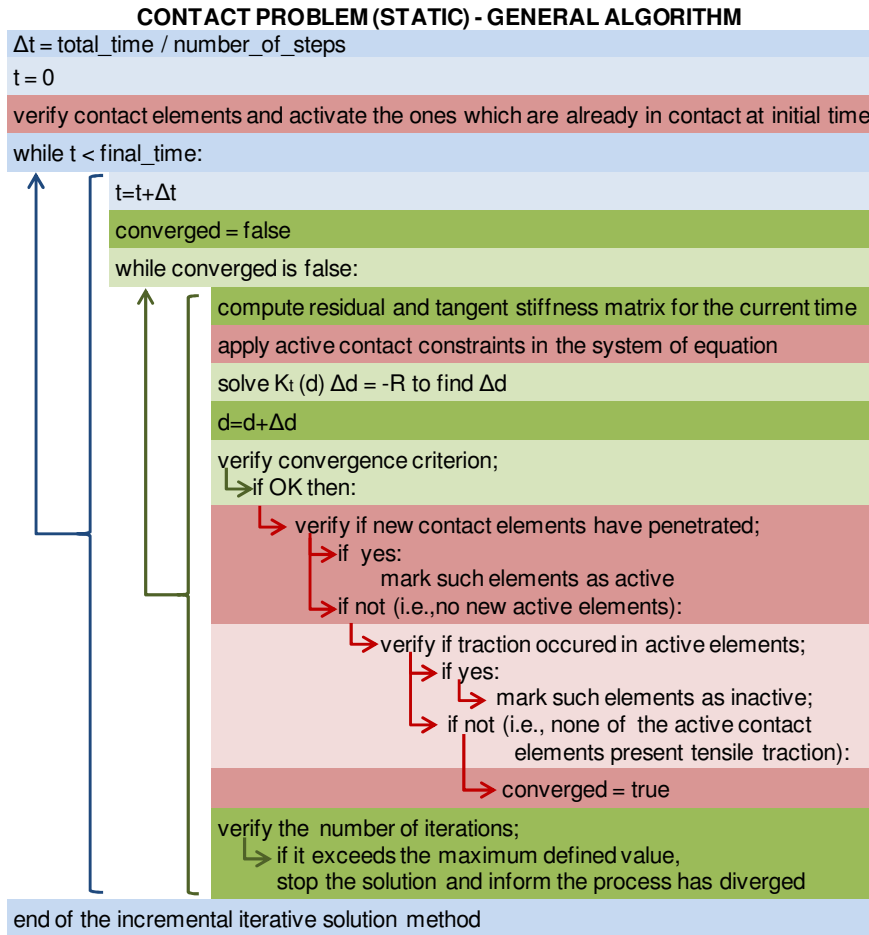 CONTACT PROBLEM (STATIC) - GENERAL ALGORITHM
Δt = total_time / number_of_steps
t = 0
verify contact elements and activate the ones which are already in contact at initial time
while t < final_time:
t=t+Δt
converged = false
while converged is false:
compute residual and tangent stiffness matrix for the current time
apply active contact constraints in the system of equation
solve Kt (d) Δd = -R to find Δd
d=d+Δd
verify convergence criterion;
if OK then:
verify if new contact elements have penetrated;
if yes:
mark such elements as active
if not (i.e.,no new active elements):
verify if traction occured in active elements;
if yes:
mark such elements as inactive;
if not (i.e., none of the active contact
elements present tensile traction):
converged = true
verify the number of iterations;
if it exceeds the maximum defined value,
stop the solution and inform the process has diverged
end of the incremental iterative solution method